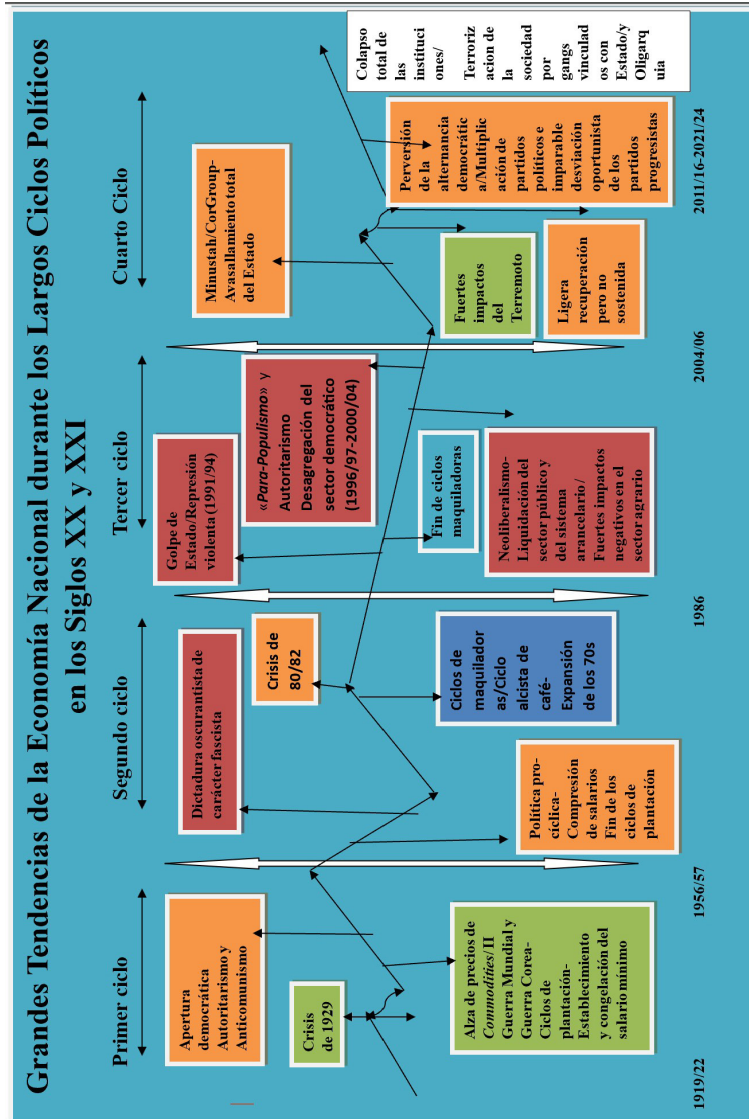 Grandes Tendencias de la Economía Nacional durante los Largos Ciclos Políticos
en los Siglos XX y XXI
Primer ciclo
Segundo ciclo
Tercer ciclo
Cuarto Ciclo
Apertura
democrática
Autoritarismo y
Anticomunismo
Crisis
de 1929
Alza de precios de
Commodities/II
Guerra Mundial y
Guerra Corea-
Ciclos de
plantación-
Establecimiento
y congelación del
salario mínimo
Dictadura oscurantista de
carácter fascista
Crisis de
80/82
Política pro-
cíclica-
Compresión
de salarios
Fin de los
ciclos de
plantación
Ciclos de
maquilador
as/Ciclo
alcista de
café-
Expansión
de los 70s
Golpe de
Estado/Represión
violenta (1991/94)
«Para-Populismo» y
Autoritarismo
Desagregación del
sector democrático
(1996/97-2000/04)
Fin de ciclos
maquiladoras
Neoliberalismo-
Liquidación del
sector público y
del sistema
arancelario/
Fuertes impactos
negativos en el
sector agrario
Minustah/CorGroup-
Avasallamiento total
del Estado
Fuertes
impactos
del
Terremoto
Ligera
recuperación
pero no
sostenida
Perversión
de la
alternancia
democrátic
a/Multiplic
ación de
partidos
políticos e
imparable
desviación
oportunista
de los
partidos
progresistas
Colapso
total de
las
instituci
ones/
Terroriz
acion de
la
sociedad
por
gangs
vinculad
os con
Estado/y
Oligarq
uia
1919/22
1956/57
1986
2004/06
2011/16-2021/24